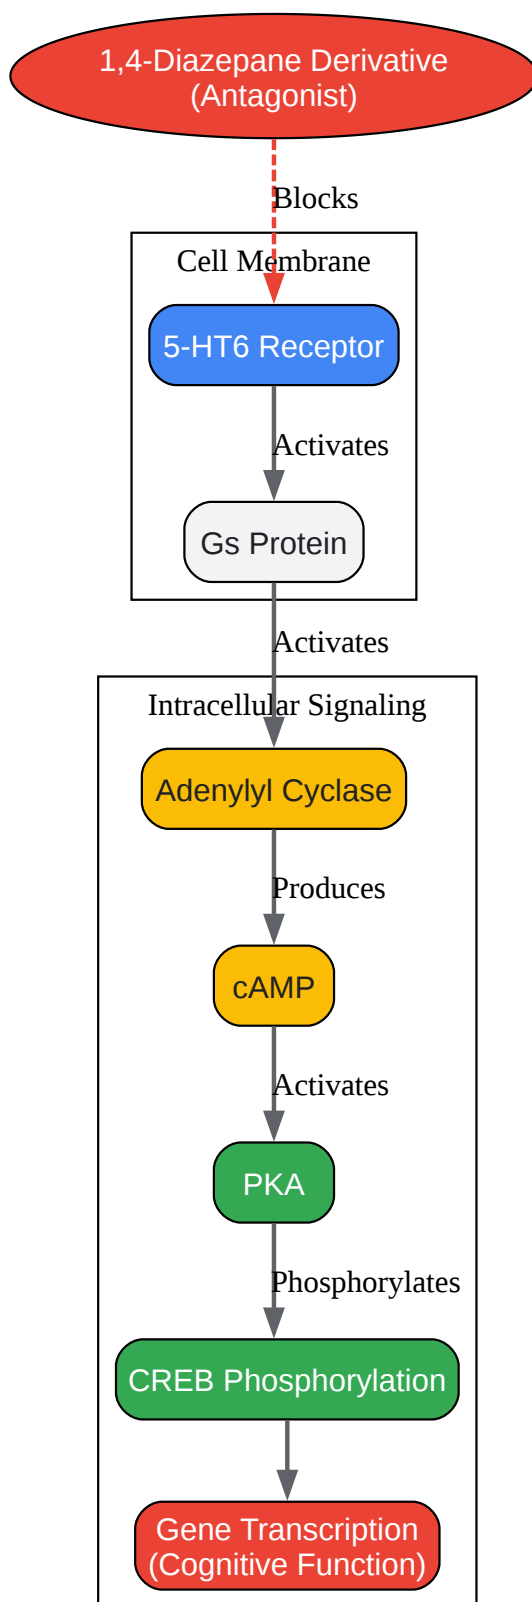 1,4-Diazepane Derivative
(Antagonist)
Blocks
Cell Membrane
5-HT6 Receptor
Activates
Gs Protein
Activates
Intracellular Signaling
Adenylyl Cyclase
Produces
cAMP
Activates
PKA
Phosphorylates
CREB Phosphorylation
Gene Transcription
(Cognitive Function)